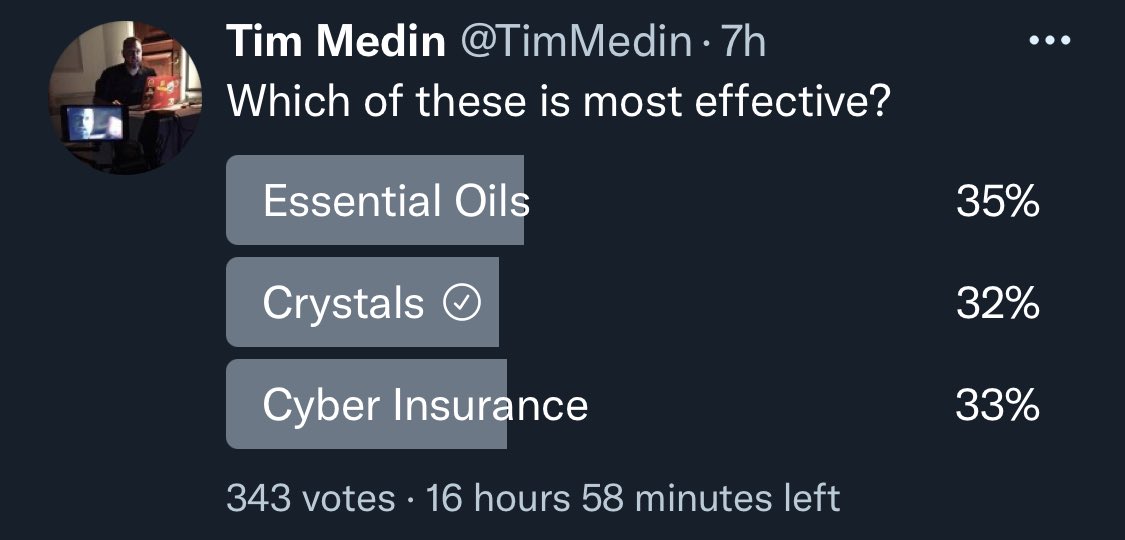 Tim Medin @TimMedin · 7h
Which of these is most effective?
Essential Oils 35%
Crystals 32%
Cyber Insurance 33%
343 votes · 16 hours 58 minutes left